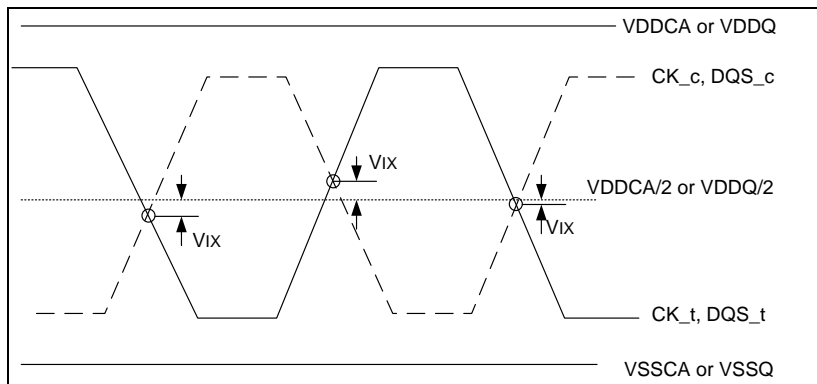 VDDCA or VDDQ
CK_c, DQS_c
VIX
VDDCA/2 or VDDQ/2
VIX
VIX
CK_t, DQS_t
VSSCA or VSSQ